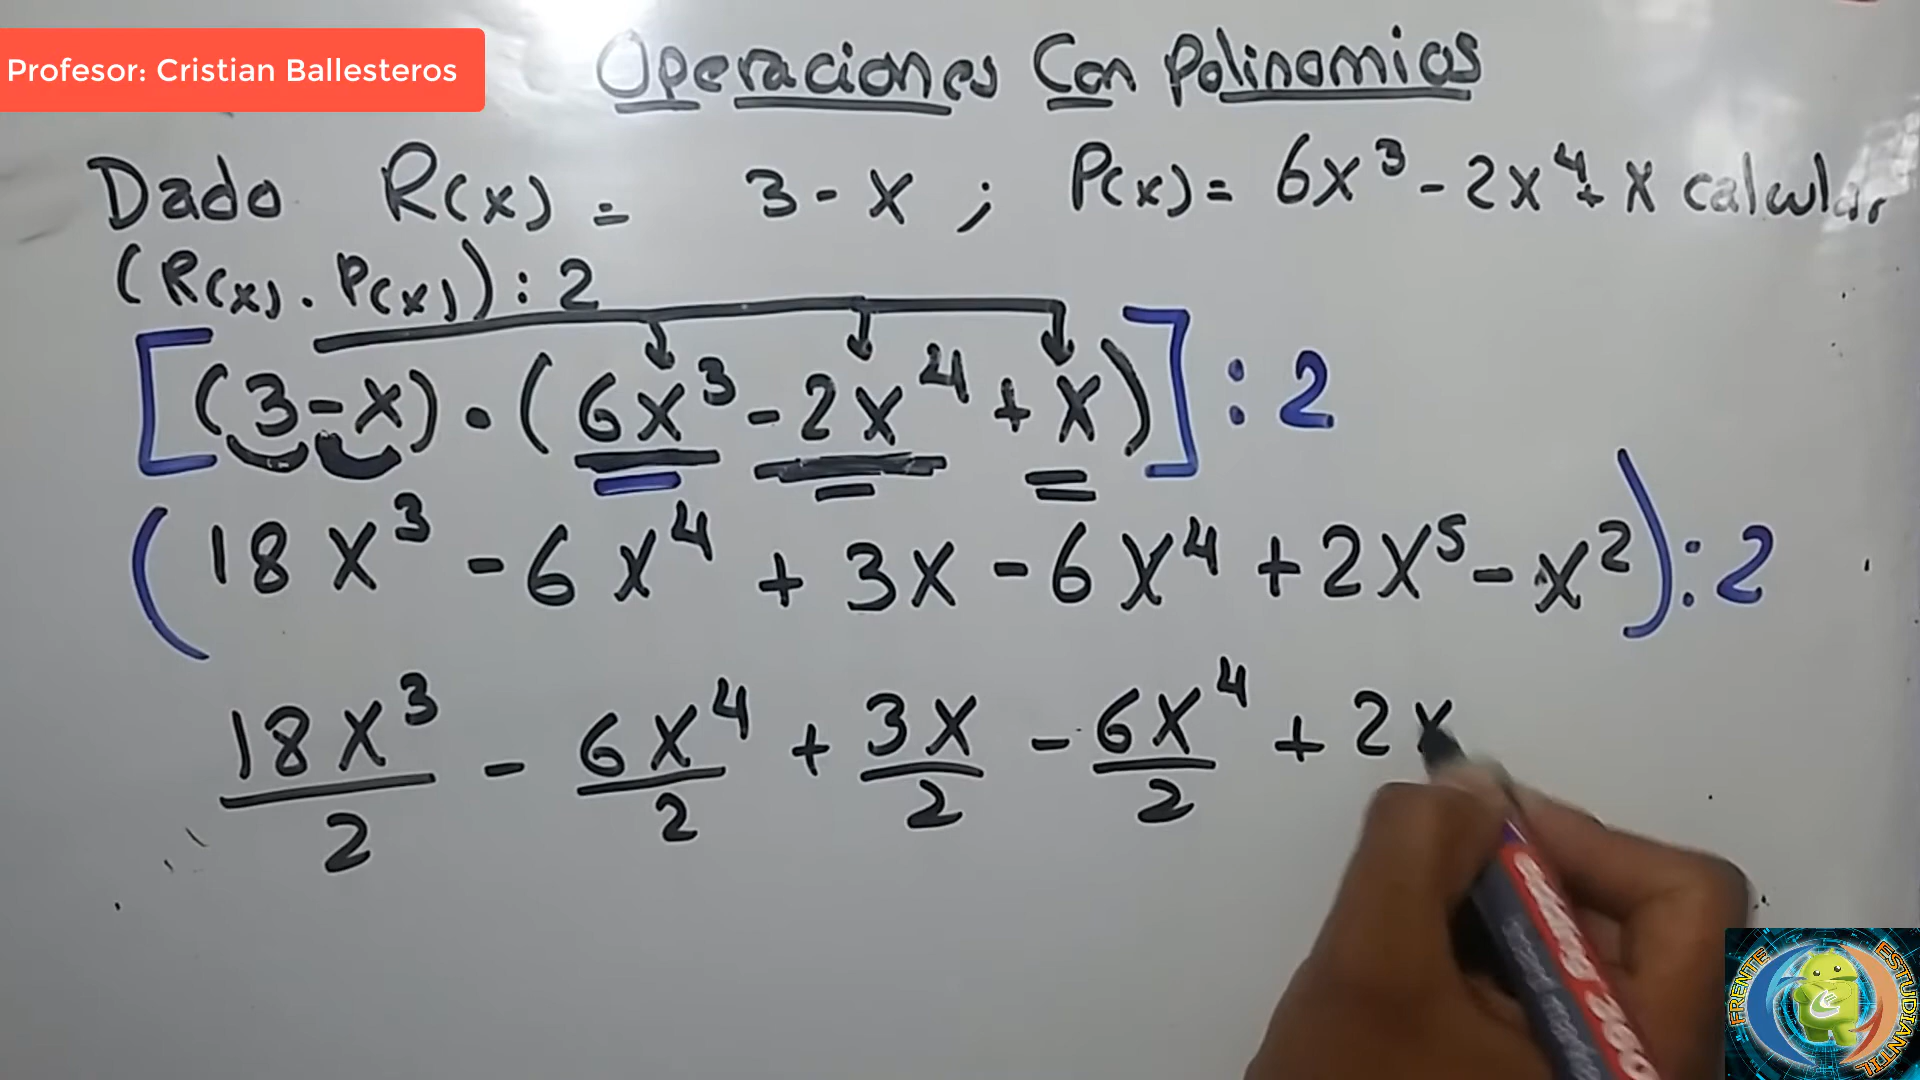 Profesor: Cristian Ballesteros
Operaciones Con Polinomios
Dado R(x) = 3 - x ; P(x) = 6x³ - 2x⁴ + x calcular
(R(x) . P(x)) : 2
[(3 - x) · (6x³ - 2x⁴ + x)] : 2
(18x³ - 6x⁴ + 3x - 6x⁴ + 2x⁵ - x²) : 2
18x³/2 - 6x⁴/2 + 3x/2 - 6x⁴/2 + 2x
FRENTE ESTUDIANTIL